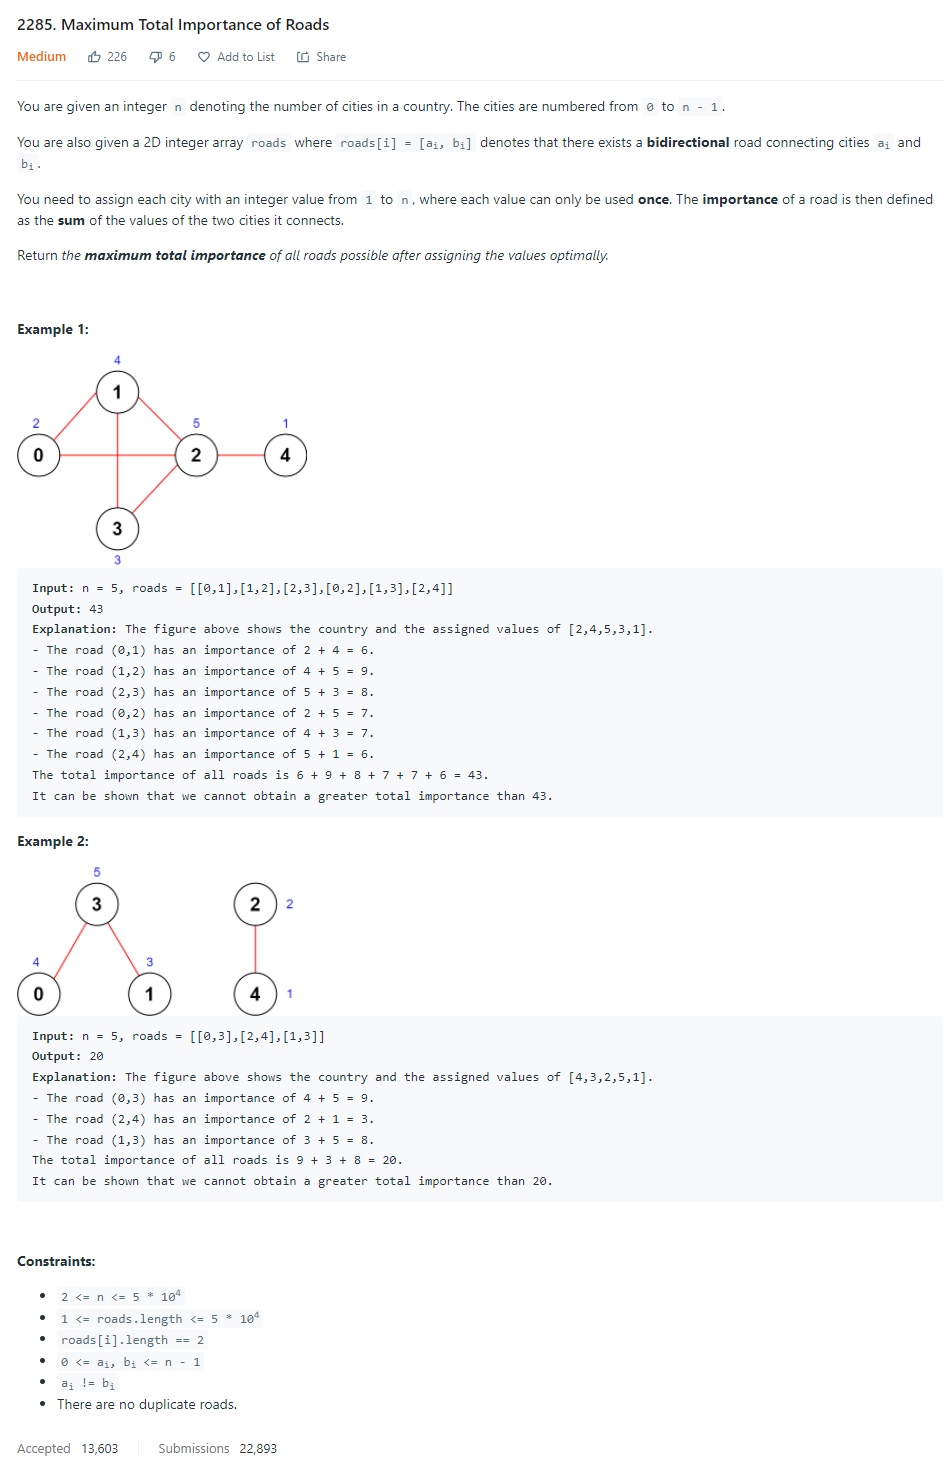 2285. Maximum Total Importance of Roads
Medium 226 6 Add to List Share
You are given an integer n denoting the number of cities in a country. The cities are numbered from 0 to n - 1.
You are also given a 2D integer array roads where roads[i] = [aᵢ, bᵢ] denotes that there exists a bidirectional road connecting cities aᵢ and
bᵢ.
You need to assign each city with an integer value from 1 to n, where each value can only be used once. The importance of a road is then defined
as the sum of the values of the two cities it connects.
Return the maximum total importance of all roads possible after assigning the values optimally.
Example 1:
4
1
2 5 1
0 2 4
3
3
Input: n = 5, roads = [[0,1],[1,2],[2,3],[0,2],[1,3],[2,4]]
Output: 43
Explanation: The figure above shows the country and the assigned values of [2,4,5,3,1].
- The road (0,1) has an importance of 2 + 4 = 6.
- The road (1,2) has an importance of 4 + 5 = 9.
- The road (2,3) has an importance of 5 + 3 = 8.
- The road (0,2) has an importance of 2 + 5 = 7.
- The road (1,3) has an importance of 4 + 3 = 7.
- The road (2,4) has an importance of 5 + 1 = 6.
The total importance of all roads is 6 + 9 + 8 + 7 + 7 + 6 = 43.
It can be shown that we cannot obtain a greater total importance than 43.
Example 2:
5
3 2 2
4 3
0 1 4 1
Input: n = 5, roads = [[0,3],[2,4],[1,3]]
Output: 20
Explanation: The figure above shows the country and the assigned values of [4,3,2,5,1].
- The road (0,3) has an importance of 4 + 5 = 9.
- The road (2,4) has an importance of 2 + 1 = 3.
- The road (1,3) has an importance of 3 + 5 = 8.
The total importance of all roads is 9 + 3 + 8 = 20.
It can be shown that we cannot obtain a greater total importance than 20.
Constraints:
• 2 <= n <= 5 * 10⁴
• 1 <= roads.length <= 5 * 10⁴
• roads[i].length == 2
• 0 <= aᵢ, bᵢ <= n - 1
• aᵢ != bᵢ
• There are no duplicate roads.
Accepted 13,603 Submissions 22,893